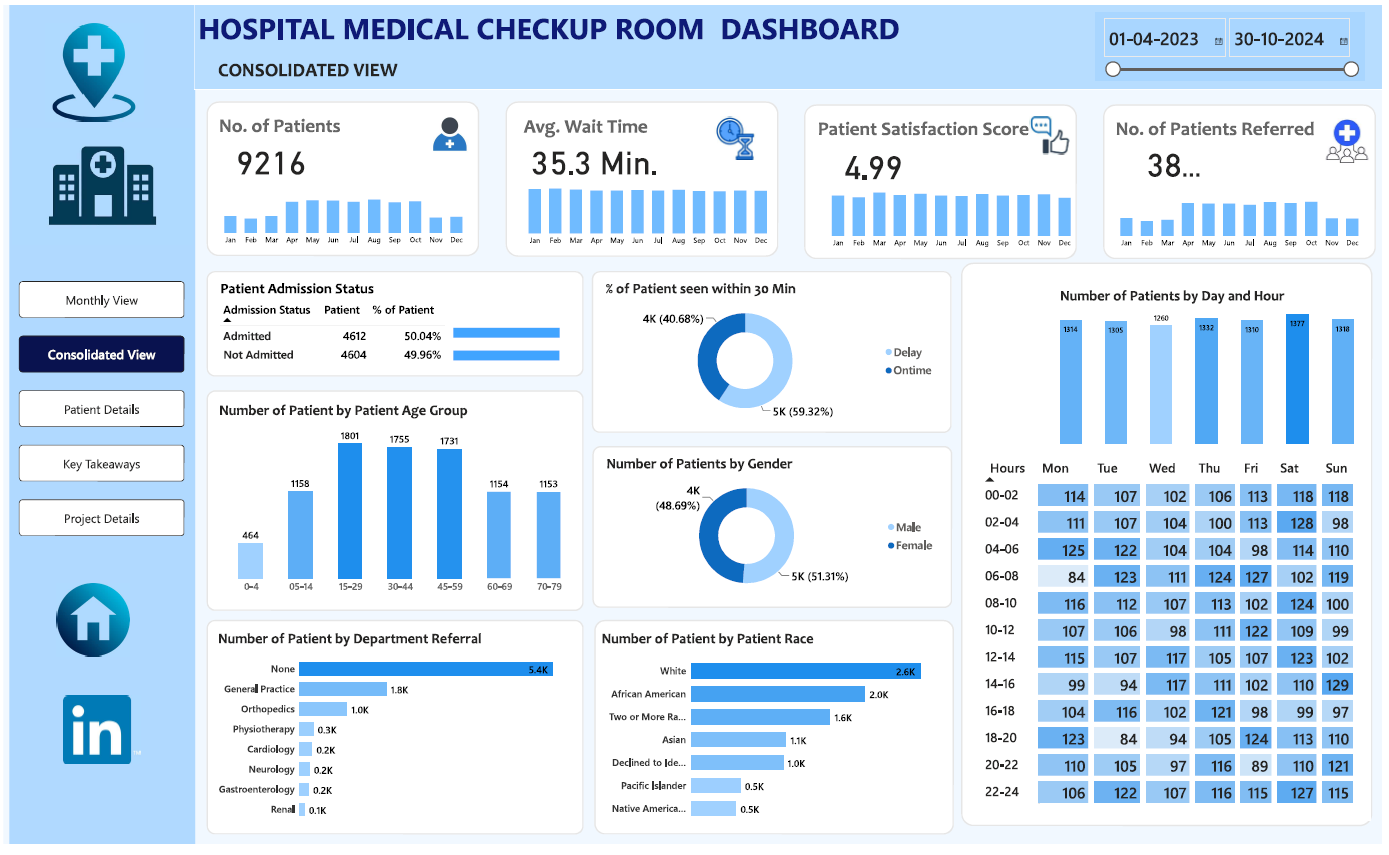 HOSPITAL MEDICAL CHECKUP ROOM DASHBOARD
CONSOLIDATED VIEW
01-04-2023
30-10-2024
Monthly View
Consolidated View
Patient Details
Key Takeaways
Project Details
in
No. of Patients
9216
Jan Feb Mar Apr May Jun Jul Aug Sep Oct Nov Dec
Avg. Wait Time
35.3 Min.
Jan Feb Mar Apr May Jun Jul Aug Sep Oct Nov Dec
Patient Satisfaction Score
4.99
Jan Feb Mar Apr May Jun Jul Aug Sep Oct Nov Dec
No. of Patients Referred
38...
Jan Feb Mar Apr May Jun Jul Aug Sep Oct Nov Dec
Patient Admission Status
Admission Status Patient % of Patient
Admitted 4612 50.04%
Not Admitted 4604 49.96%
% of Patient seen within 30 Min
4K (40.68%)
5K (59.32%)
Delay
Ontime
Number of Patient by Patient Age Group
464 1158 1801 1755 1731 1154 1153
0-4 05-14 15-29 30-44 45-59 60-69 70-79
Number of Patients by Gender
4K
(48.69%)
5K (51.31%)
Male
Female
Number of Patient by Department Referral
None 5.4K
General Practice 1.8K
Orthopedics 1.0K
Physiotherapy 0.3K
Cardiology 0.2K
Neurology 0.2K
Gastroenterology 0.2K
Renal 0.1K
Number of Patient by Patient Race
White 2.6K
African American 2.0K
Two or More Ra... 1.6K
Asian 1.1K
Declined to Ide... 1.0K
Pacific Islander 0.5K
Native America... 0.5K
Number of Patients by Day and Hour
1314 1305 1260 1332 1310 1377 1318
Hours Mon Tue Wed Thu Fri Sat Sun
00-02 114 107 102 106 113 118 118
02-04 111 107 104 100 113 128 98
04-06 125 122 104 104 98 114 110
06-08 84 123 111 124 127 102 119
08-10 116 112 107 113 102 124 100
10-12 107 106 98 111 122 109 99
12-14 115 107 117 105 107 123 102
14-16 99 94 117 111 102 110 129
16-18 104 116 102 121 98 99 97
18-20 123 84 94 105 124 113 110
20-22 110 105 97 116 89 110 121
22-24 106 122 107 116 115 127 115